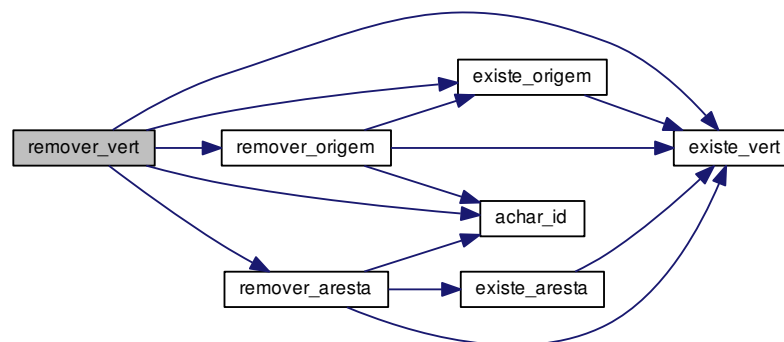 existe_origem
remover_vert
remover_origem
existe_vert
achar_id
remover_aresta
existe_aresta